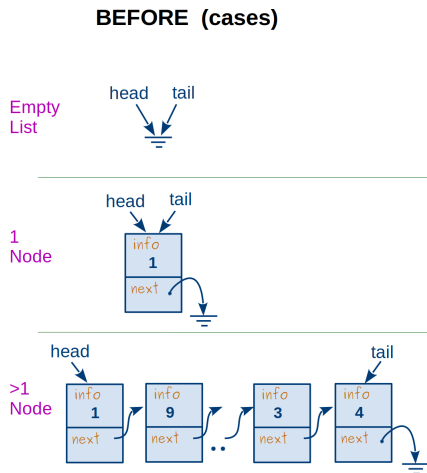 BEFORE (cases)
head tail
Empty
List
head tail
1
Node
info
1
next
head tail
>1
Node
info info info info
1 9 3 4
next next .. next next